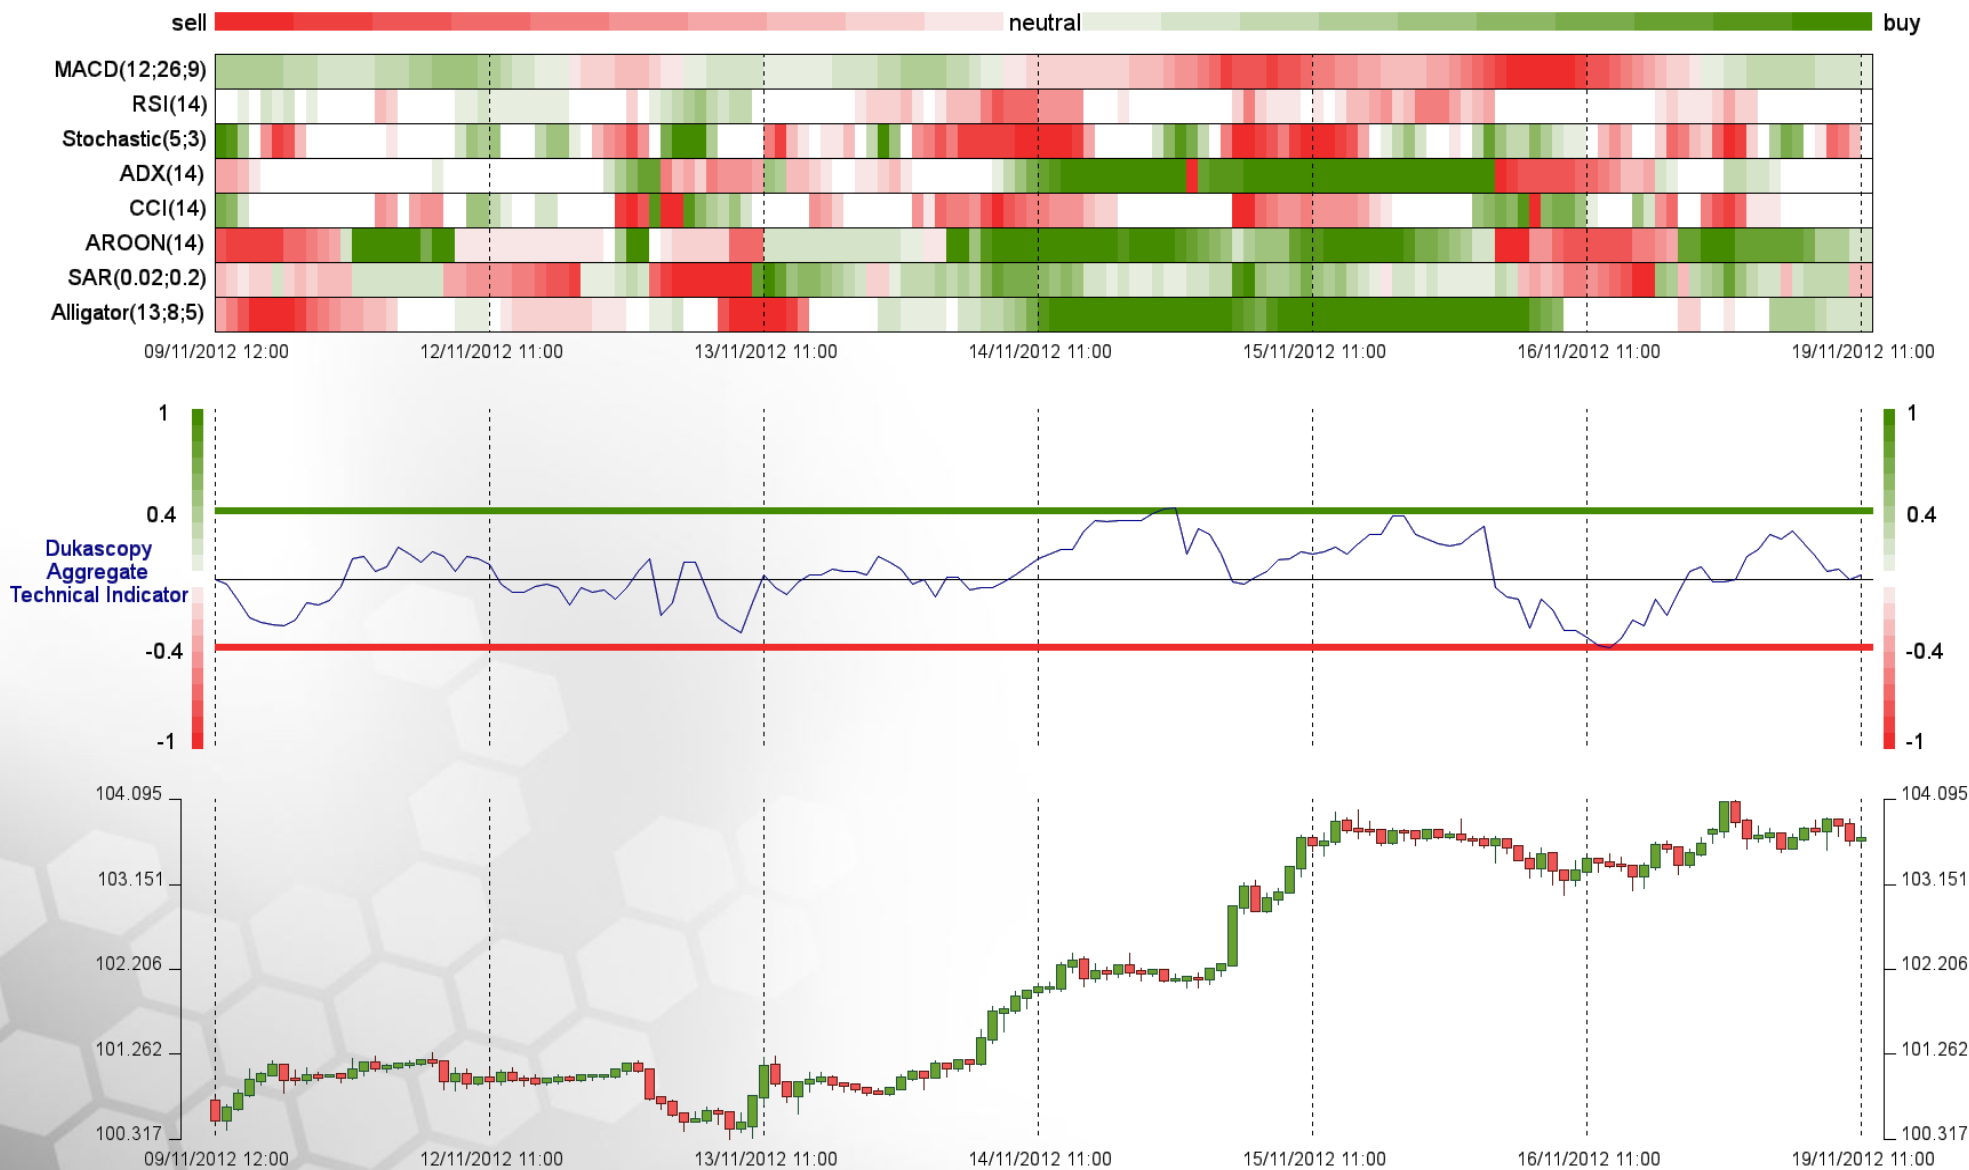 sell neutral buy
MACD(12;26;9)
RSI(14)
Stochastic(5;3)
ADX(14)
CCI(14)
AROON(14)
SAR(0.02;0.2)
Alligator(13;8;5)
09/11/2012 12:00 12/11/2012 11:00 13/11/2012 11:00 14/11/2012 11:00 15/11/2012 11:00 16/11/2012 11:00 19/11/2012 11:00
1 1
0.4 0.4
Dukascopy
Aggregate
Technical Indicator
-0.4 -0.4
-1 -1
104.095 104.095
103.151 103.151
102.206 102.206
101.262 101.262
100.317 100.317
09/11/2012 12:00 12/11/2012 11:00 13/11/2012 11:00 14/11/2012 11:00 15/11/2012 11:00 16/11/2012 11:00 19/11/2012 11:00